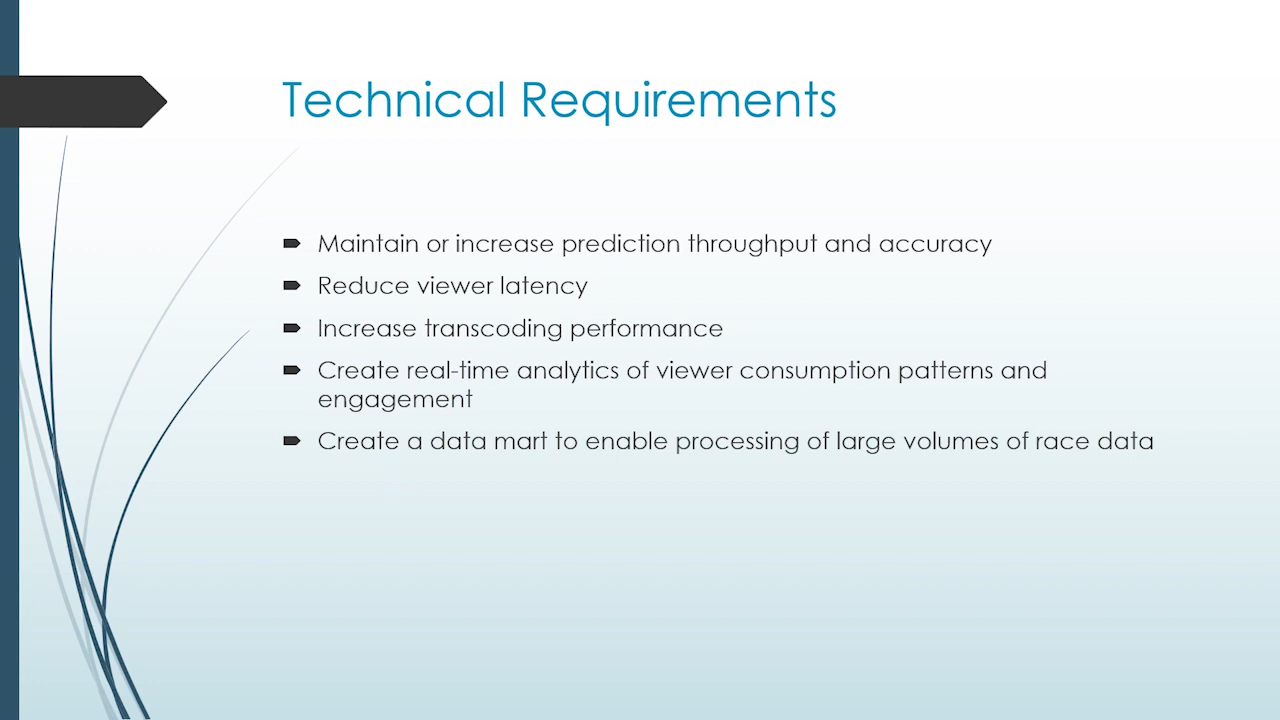 Technical Requirements
Maintain or increase prediction throughput and accuracy
Reduce viewer latency
Increase transcoding performance
Create real-time analytics of viewer consumption patterns and
engagement
Create a data mart to enable processing of large volumes of race data